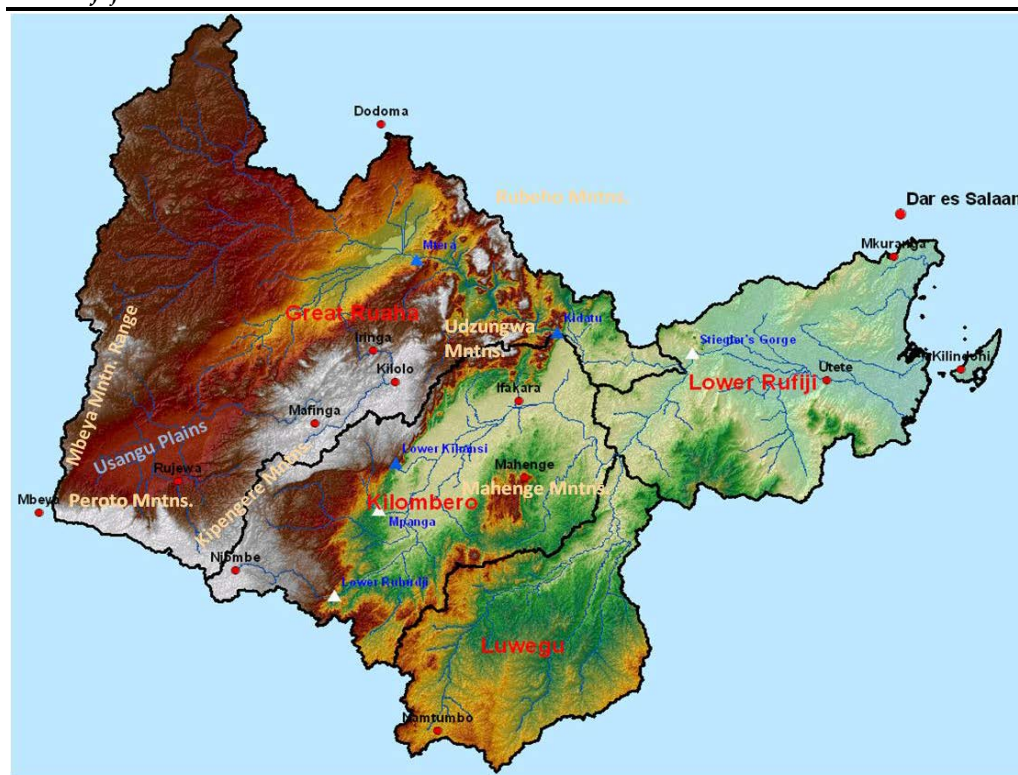 Dodoma
Rubeho Mntns.
Dar es Salaam
Mkuranga
Mtera
Great Ruaha
Udzungwa
Mntns.
Kidatu
Iringa
Stiegler's Gorge
Kilindoni
Kilolo
Utete
Lower Rufiji
Mbeya Mntn. Range
Ifakara
Mafinga
Usangu Plains
Lower Kihansi
Rujewa
Mahenge
Mahenge Mntns.
Kipengere Mntns.
Peroto Mntns.
Kilombero
Mbeya
Mpanga
Njombe
Lower Ruhudji
Luwegu
Namtumbo